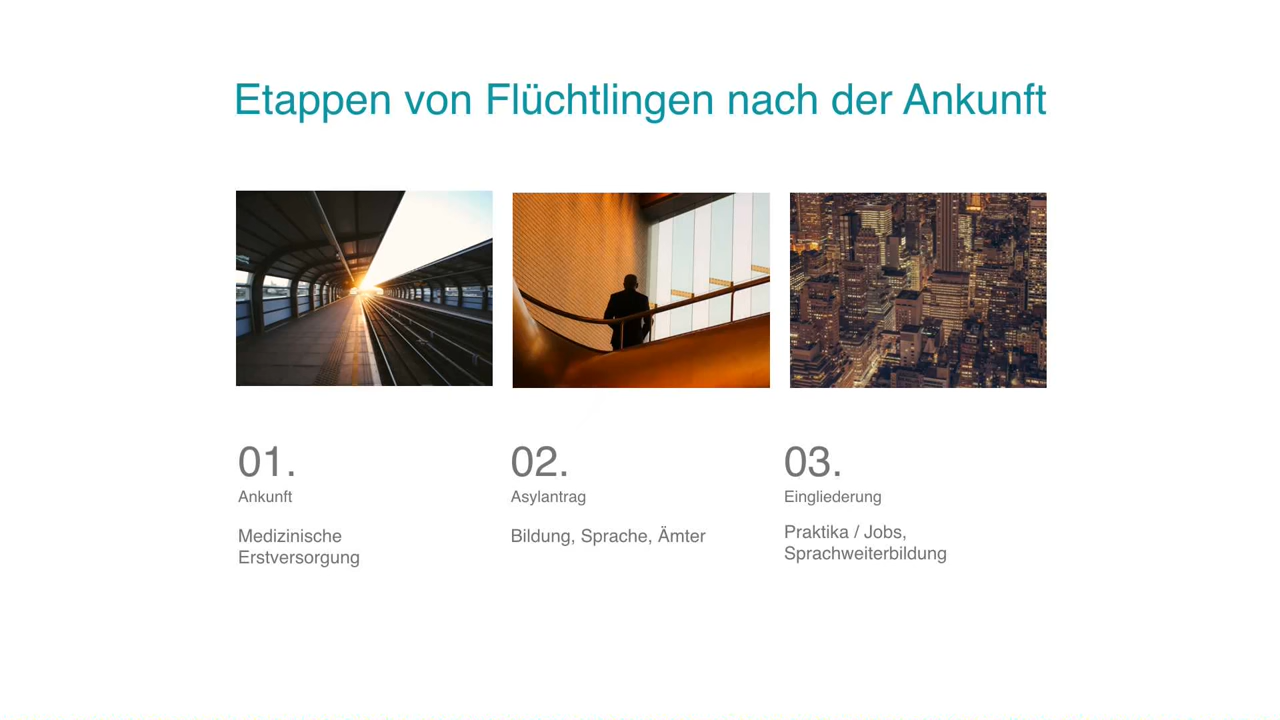 Etappen von Flüchtlingen nach der Ankunft
01.
Ankunft
Medizinische
Erstversorgung
02.
Asylantrag
Bildung, Sprache, Ämter
03.
Eingliederung
Praktika / Jobs,
Sprachweiterbildung